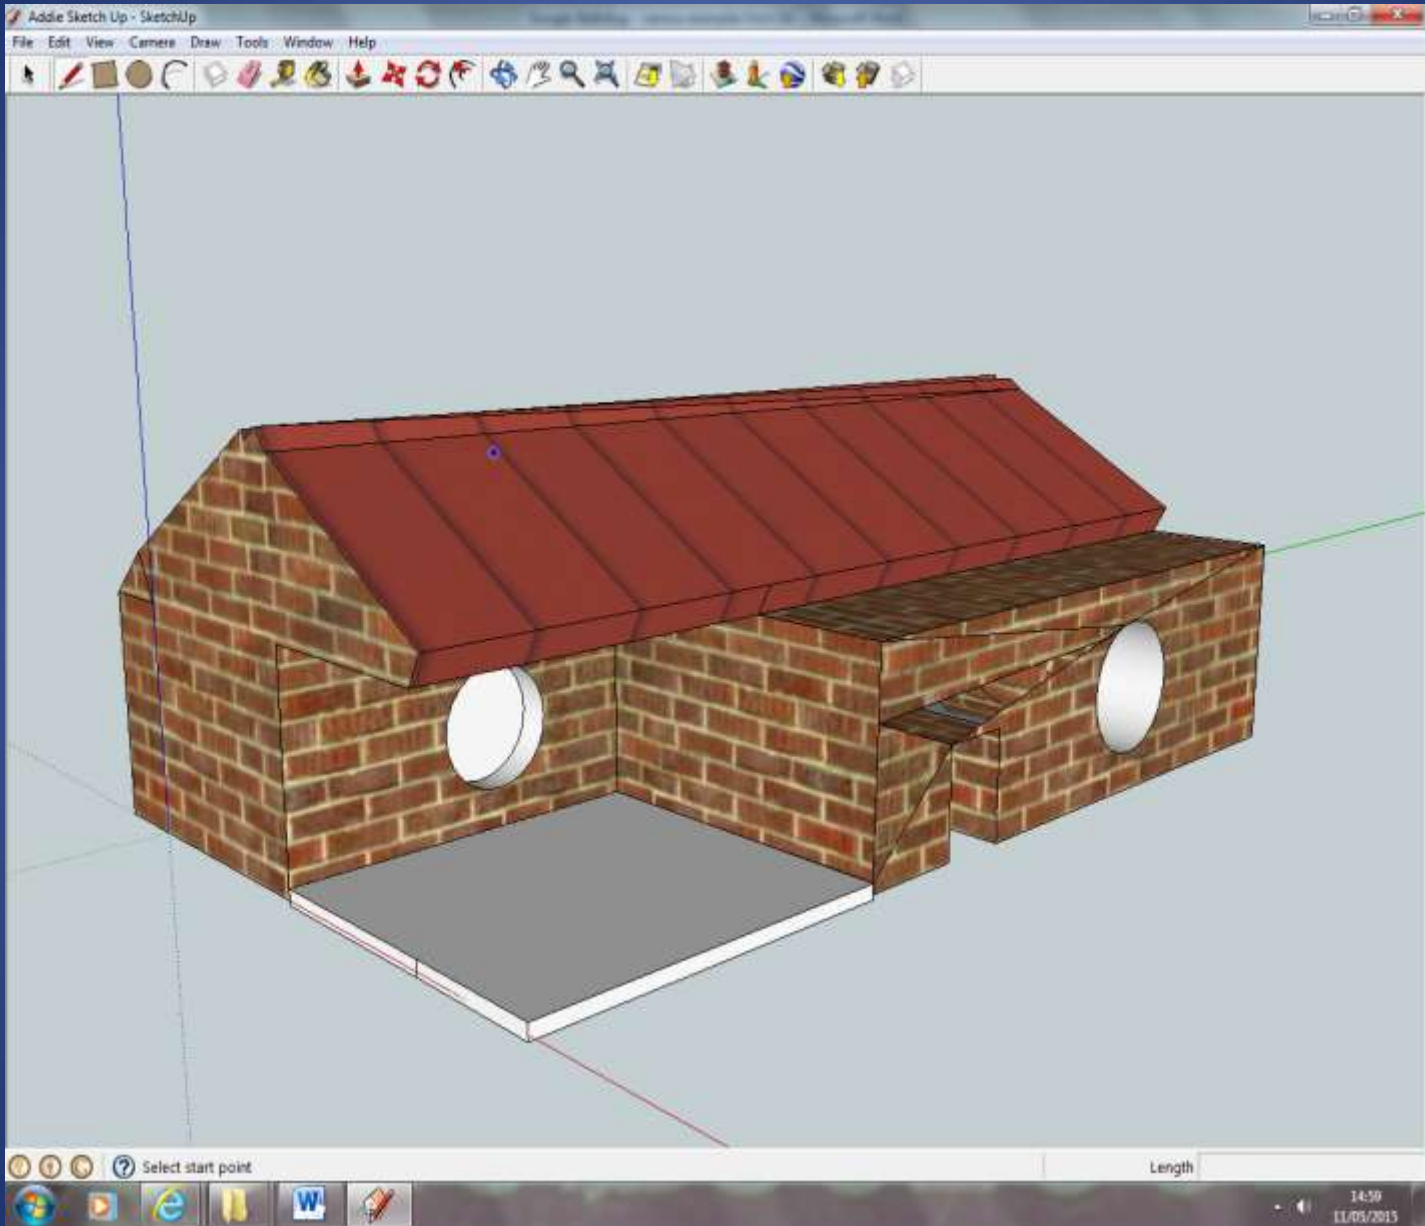 Addie Sketch Up - SketchUp
File Edit View Camera Draw Tools Window Help
Select start point
Length
W
14:59
11/05/2015